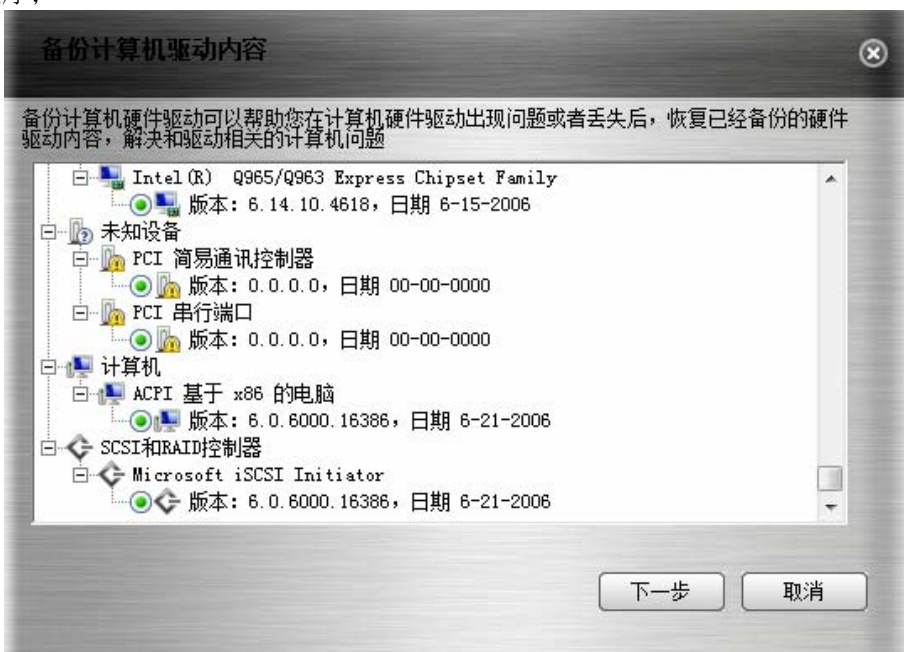 备份计算机驱动内容
备份计算机硬件驱动可以帮助您在计算机硬件驱动出现问题或者丢失后，恢复已经备份的硬件
驱动内容，解决和驱动相关的计算机问题
Intel(R) Q965/Q963 Express Chipset Family
版本：6.14.10.4618，日期 6-15-2006
未知设备
PCI 简易通讯控制器
版本：0.0.0.0，日期 00-00-0000
PCI 串行端口
版本：0.0.0.0，日期 00-00-0000
计算机
ACPI 基于 x86 的电脑
版本：6.0.6000.16386，日期 6-21-2006
SCSI和RAID控制器
Microsoft iSCSI Initiator
版本：6.0.6000.16386，日期 6-21-2006
下一步
取消